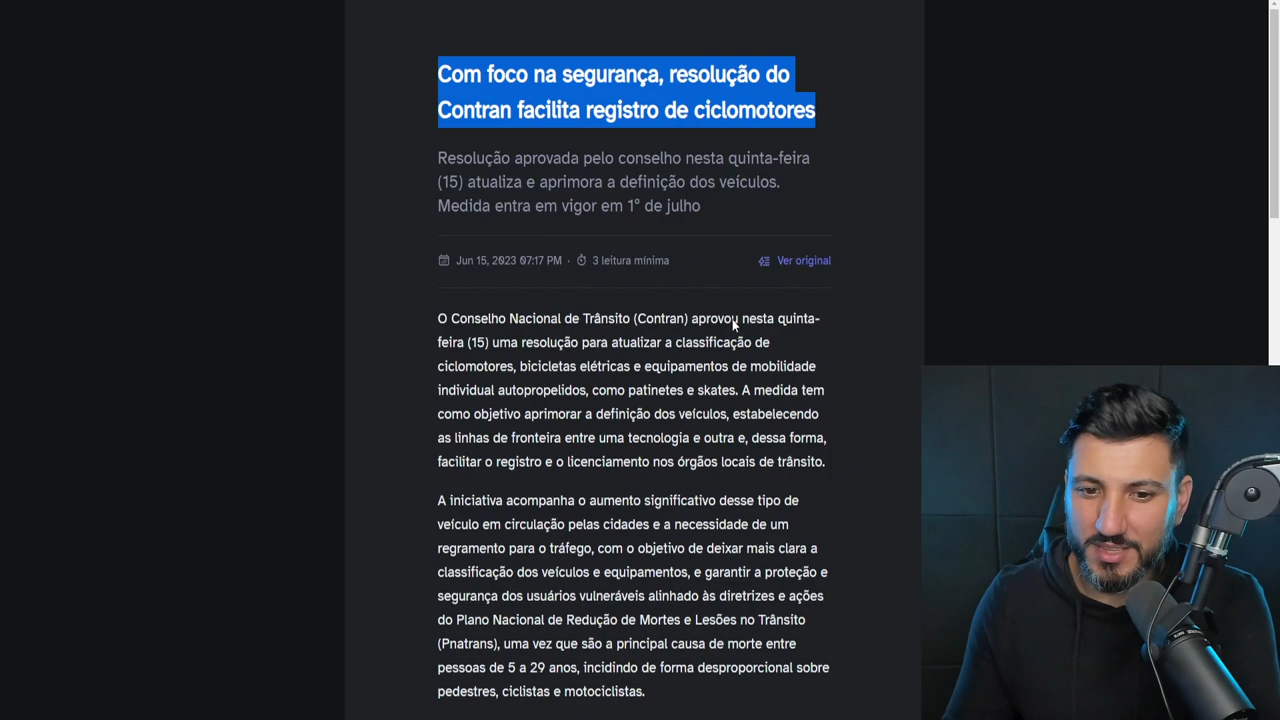 Com foco na segurança, resolução do
Contran facilita registro de ciclomotores
Resolução aprovada pelo conselho nesta quinta-feira
(15) atualiza e aprimora a definição dos veículos.
Medida entra em vigor em 1º de julho
Jun 15, 2023 07:17 PM · 3 leitura mínima
Ver original
O Conselho Nacional de Trânsito (Contran) aprovou nesta quinta-
feira (15) uma resolução para atualizar a classificação de
ciclomotores, bicicletas elétricas e equipamentos de mobilidade
individual autopropelidos, como patinetes e skates. A medida tem
como objetivo aprimorar a definição dos veículos, estabelecendo
as linhas de fronteira entre uma tecnologia e outra e, dessa forma,
facilitar o registro e o licenciamento nos órgãos locais de trânsito.
A iniciativa acompanha o aumento significativo desse tipo de
veículo em circulação pelas cidades e a necessidade de um
regramento para o tráfego, com o objetivo de deixar mais clara a
classificação dos veículos e equipamentos, e garantir a proteção e
segurança dos usuários vulneráveis alinhado às diretrizes e ações
do Plano Nacional de Redução de Mortes e Lesões no Trânsito
(Pnatrans), uma vez que são a principal causa de morte entre
pessoas de 5 a 29 anos, incidindo de forma desproporcional sobre
pedestres, ciclistas e motociclistas.